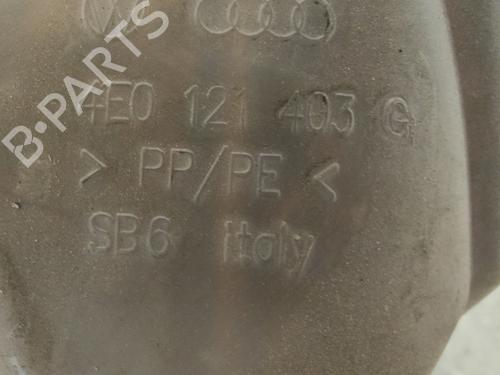 4E0 121 403 G
> PP/PE <
SB6 Italy
B-PARTS